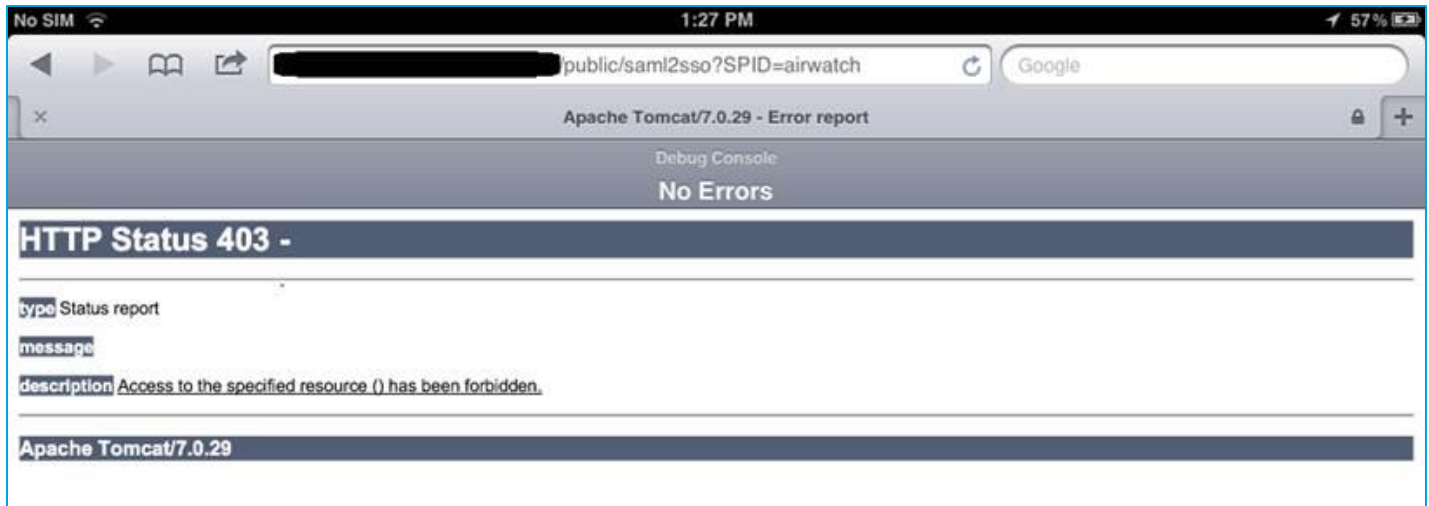 No SIM 1:27 PM 57%
/public/saml2sso?SPID=airwatch Google
Apache Tomcat/7.0.29 - Error report
Debug Console
No Errors
HTTP Status 403 -
type Status report
message
description Access to the specified resource () has been forbidden.
Apache Tomcat/7.0.29